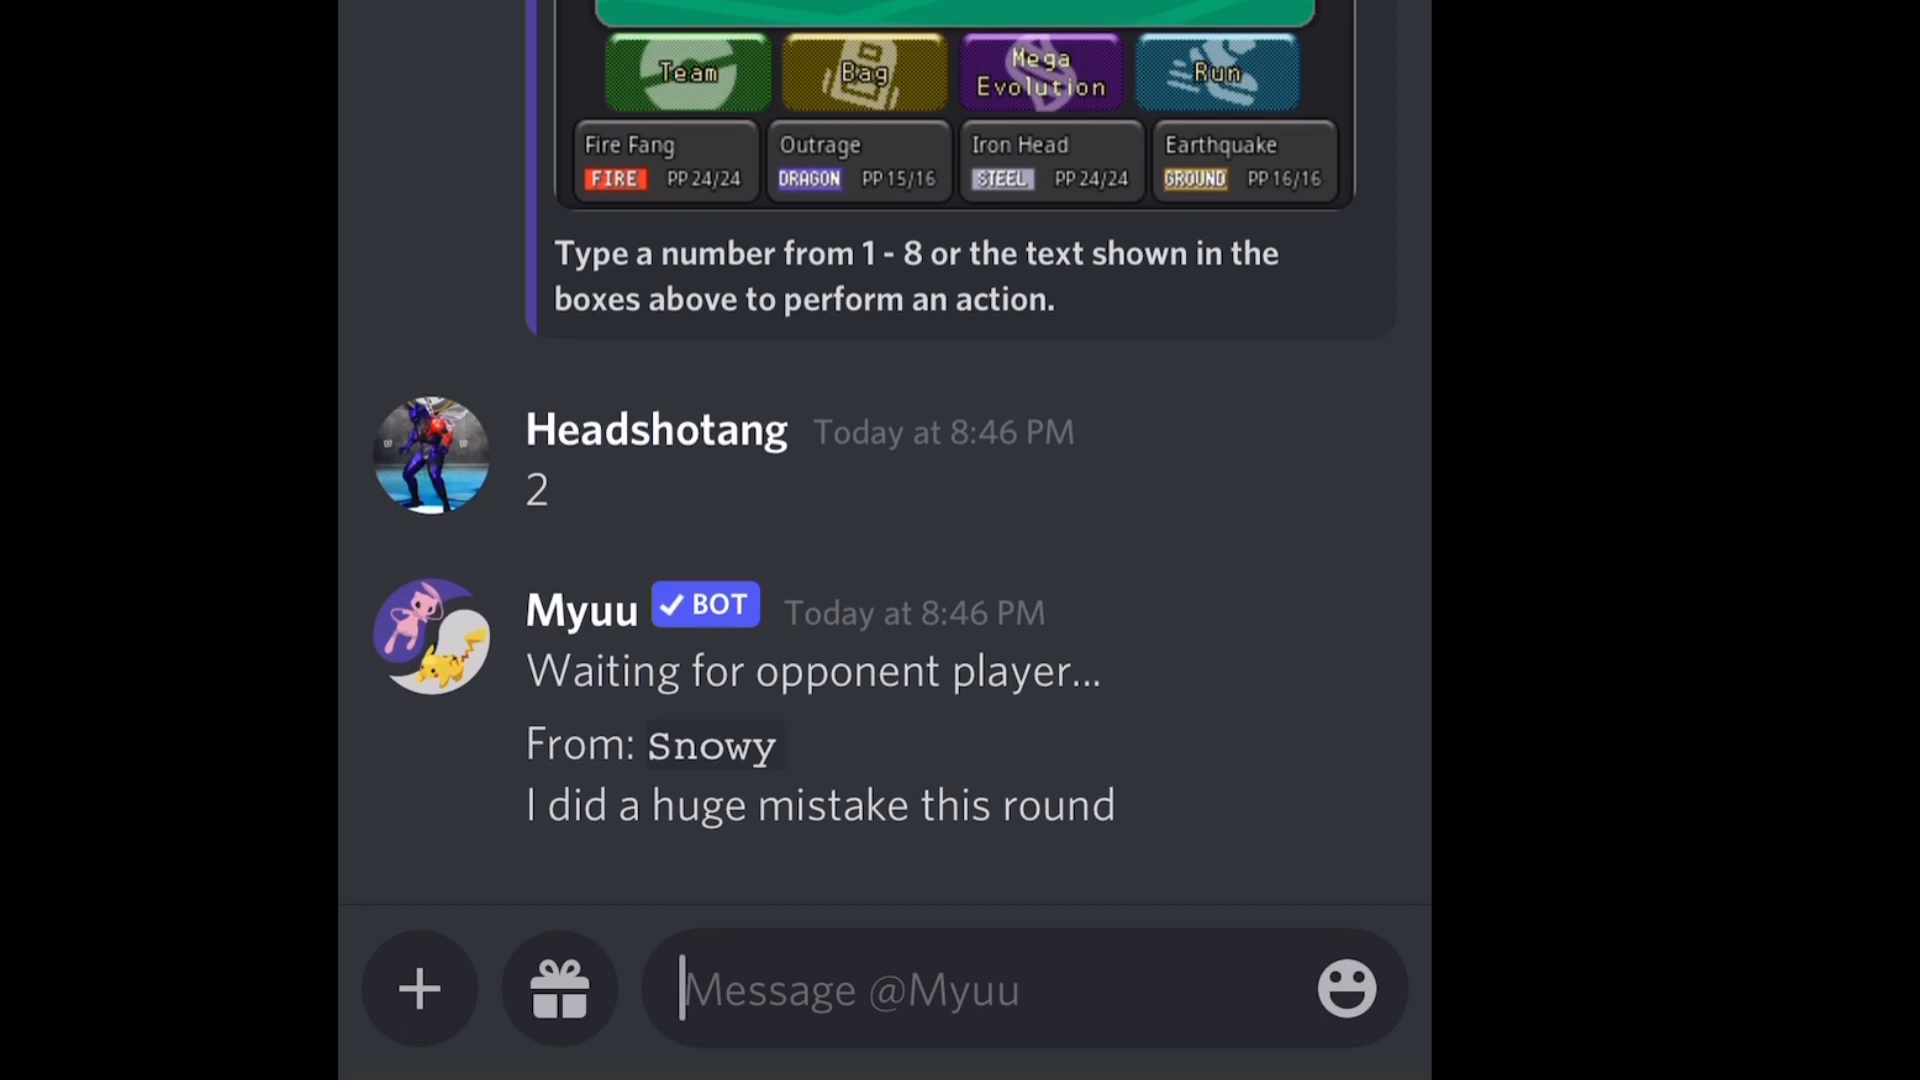 Team
Bag
Mega
Evolution
Run
Fire Fang
FIRE PP 24/24
Outrage
DRAGON PP 15/16
Iron Head
STEEL PP 24/24
Earthquake
GROUND PP 16/16
Type a number from 1 - 8 or the text shown in the
boxes above to perform an action.
Headshotang Today at 8:46 PM
2
Myuu BOT Today at 8:46 PM
Waiting for opponent player...
From: Snowy
I did a huge mistake this round
Message @Myuu